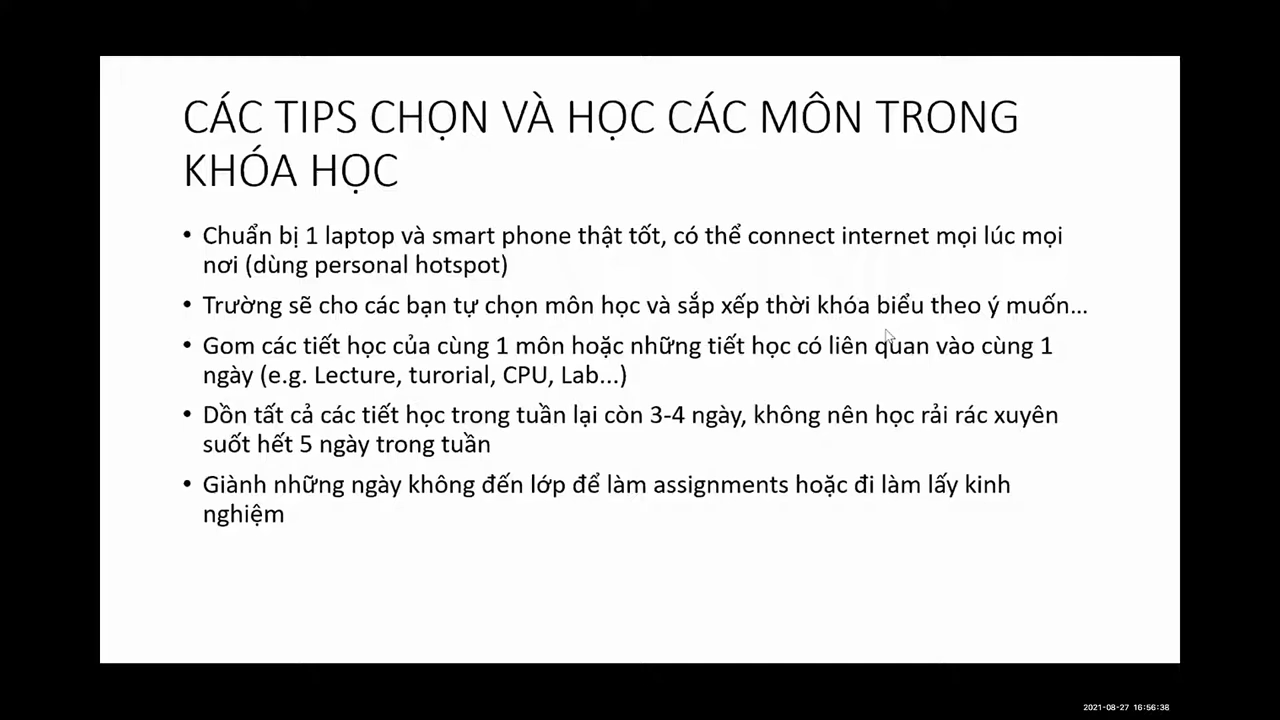 CÁC TIPS CHỌN VÀ HỌC CÁC MÔN TRONG
KHÓA HỌC
• Chuẩn bị 1 laptop và smart phone thật tốt, có thể connect internet mọi lúc mọi
nơi (dùng personal hotspot)
• Trường sẽ cho các bạn tự chọn môn học và sắp xếp thời khóa biểu theo ý muốn...
• Gom các tiết học của cùng 1 môn hoặc những tiết học có liên quan vào cùng 1
ngày (e.g. Lecture, turorial, CPU, Lab...)
• Dồn tất cả các tiết học trong tuần lại còn 3-4 ngày, không nên học rải rác xuyên
suốt hết 5 ngày trong tuần
• Giành những ngày không đến lớp để làm assignments hoặc đi làm lấy kinh
nghiệm
2021-08-27 16:56:38